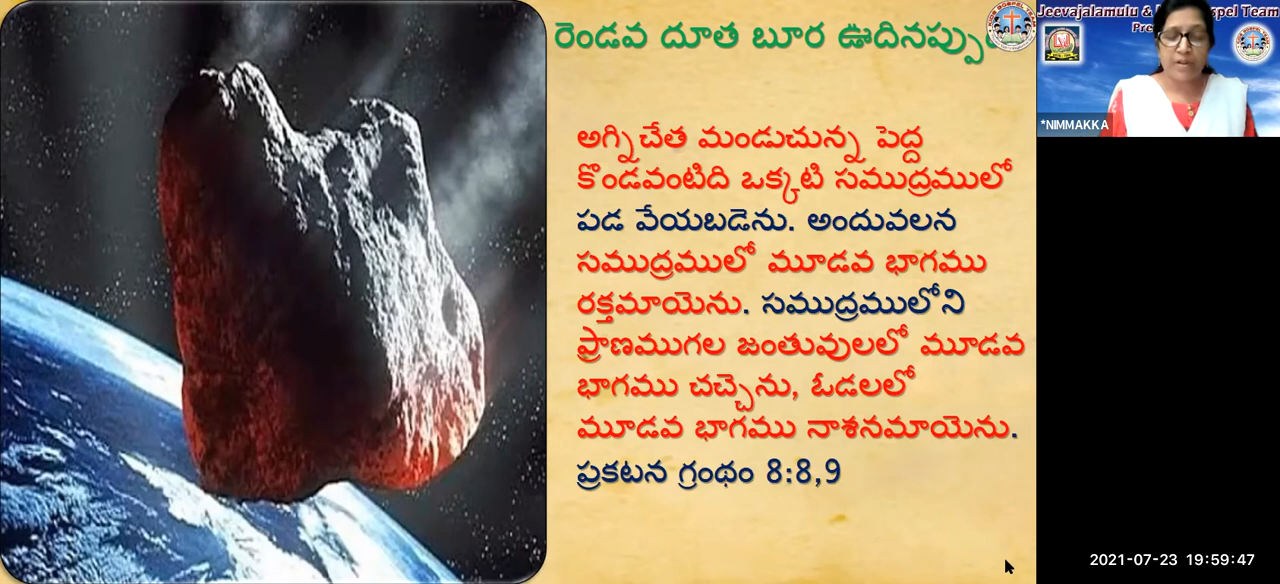 రెండవ దూత బూర ఊదినప్పు
అగ్నిచేత మండుచున్న పెద్ద
కొండవంటిది ఒక్కటి సముద్రములో
పడ వేయబడెను. అందువలన
సముద్రములో మూడవ భాగము
రక్తమాయెను. సముద్రములోని
ప్రాణముగల జంతువులలో మూడవ
భాగము చచ్చెను, ఓడలలో
మూడవ భాగము నాశనమాయెను.
ప్రకటన గ్రంథం 8:8,9
Jeevajalamulu & Team
*NIMMAKKA
2021-07-23 19:59:47